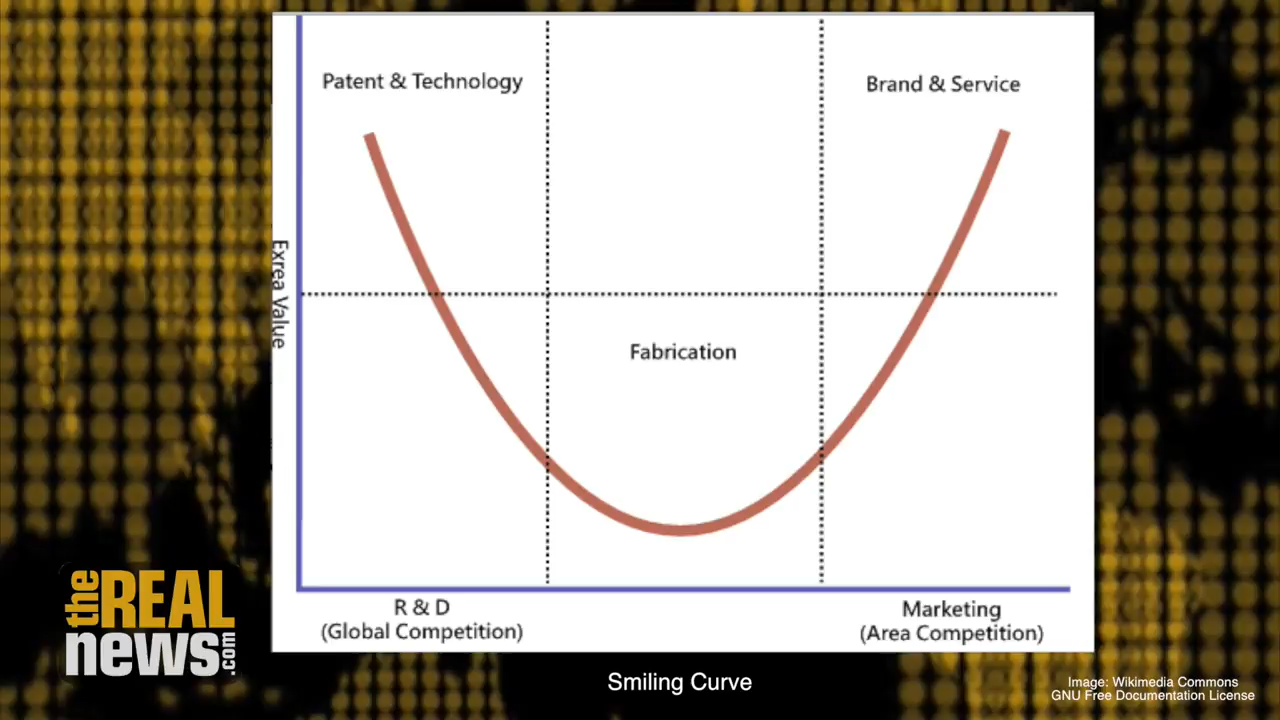 Patent & Technology
Brand & Service
Exrea Value
Fabrication
R & D
(Global Competition)
Marketing
(Area Competition)
the REAL
news.com
Smiling Curve
Image: Wikimedia Commons
GNU Free Documentation License